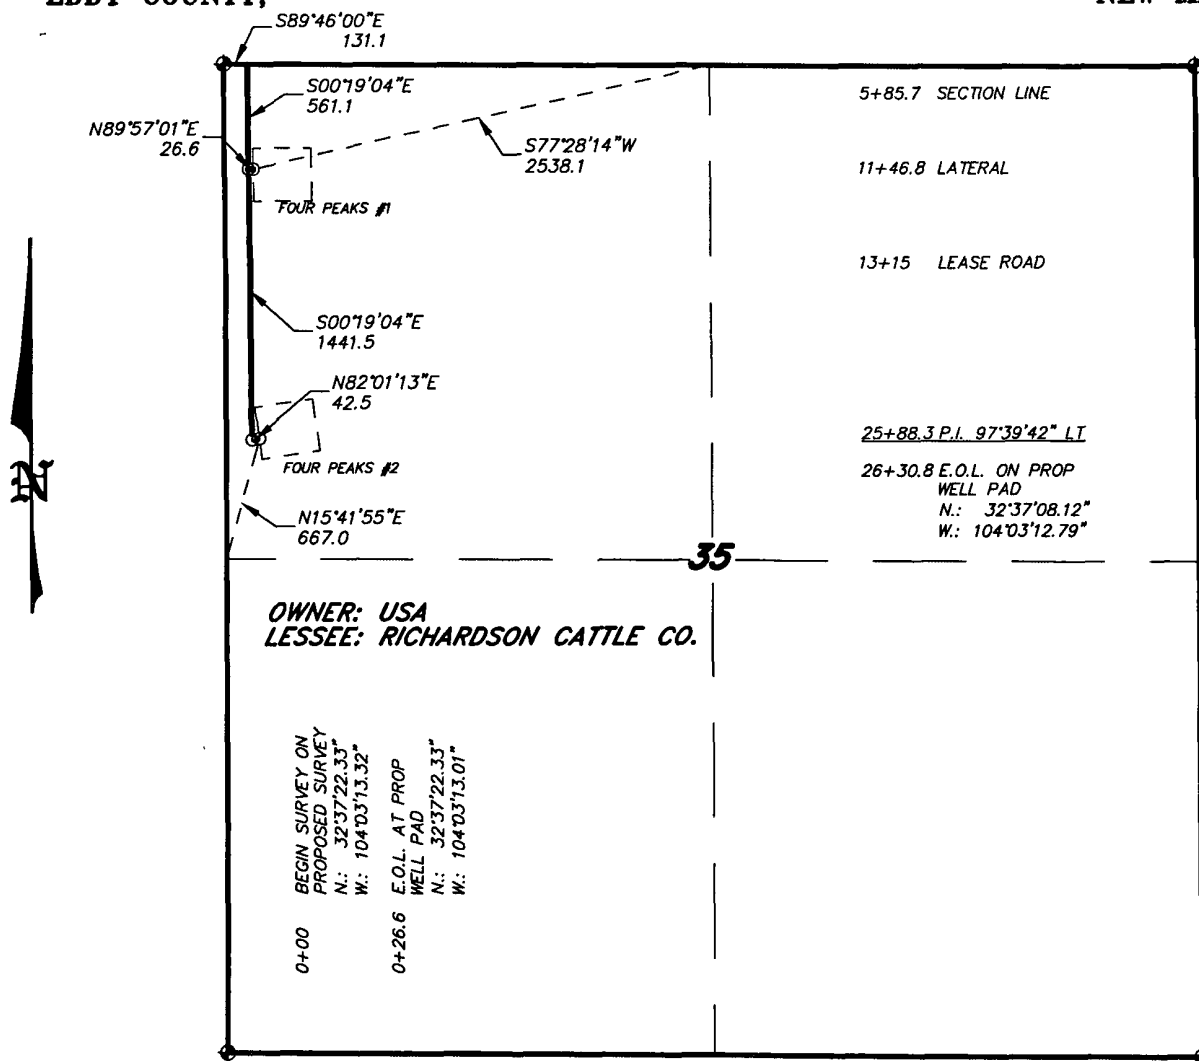 S89°46'00"E
131.1
S00°19'04"E
561.1
5+85.7 SECTION LINE
N89°57'01"E
26.6
S77°28'14"W
2538.1
11+46.8 LATERAL
FOUR PEAKS #1
13+15 LEASE ROAD
S00°19'04"E
1441.5
N82°01'13"E
42.5
25+88.3 P.I. 97°39'42" LT
FOUR PEAKS #2
26+30.8 E.O.L. ON PROP
WELL PAD
N.: 32°37'08.12"
W.: 104°03'12.79"
N15°41'55"E
667.0
35
OWNER: USA
LESSEE: RICHARDSON CATTLE CO.
0+00 BEGIN SURVEY ON
PROPOSED SURVEY
N.: 32°37'22.33"
W.: 104°03'13.32"
0+26.6 E.O.L. AT PROP
WELL PAD
N.: 32°37'22.33"
W.: 104°03'13.01"